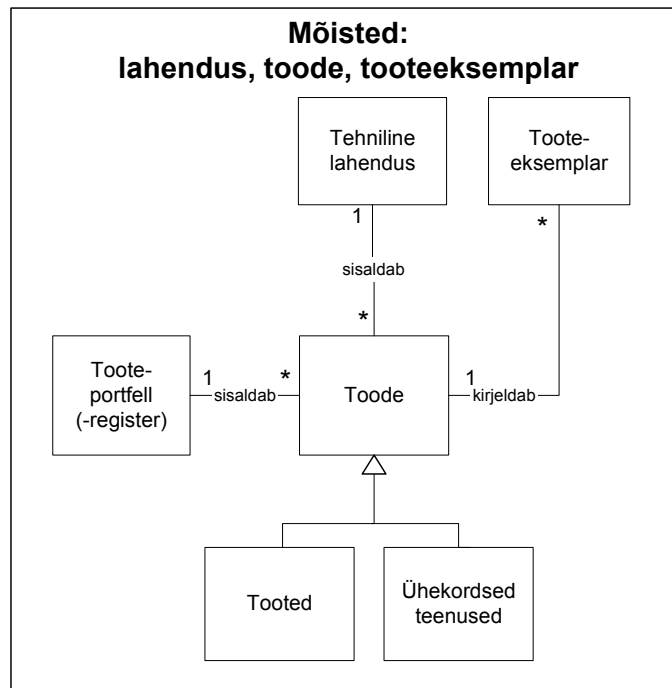 Mõisted:
lahendus, toode, tooteeksemplar
Tehniline
lahendus
Toote-
eksemplar
1
*
sisaldab
*
Toote-
portfell
(-register)
1
sisaldab
*
Toode
1
kirjeldab
Tooted
Ühekordsed
teenused